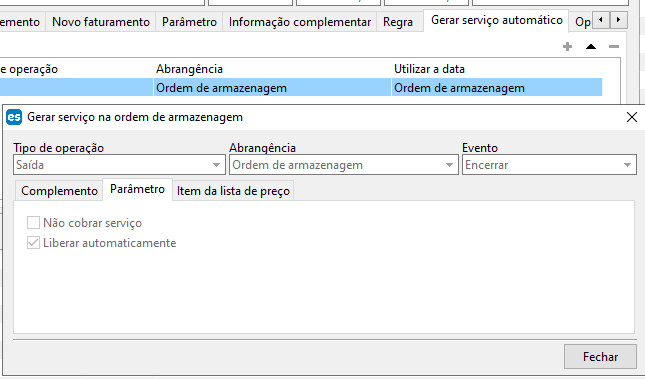 emento Novo faturamento Parâmetro Informação complementar Regra Gerar serviço automático Op
e operação Abrangência Utilizar a data
Ordem de armazenagem Ordem de armazenagem
es Gerar serviço na ordem de armazenagem
Tipo de operação Abrangência Evento
Saída Ordem de armazenagem Encerrar
Complemento Parâmetro Item da lista de preço
Não cobrar serviço
Liberar automaticamente
Fechar